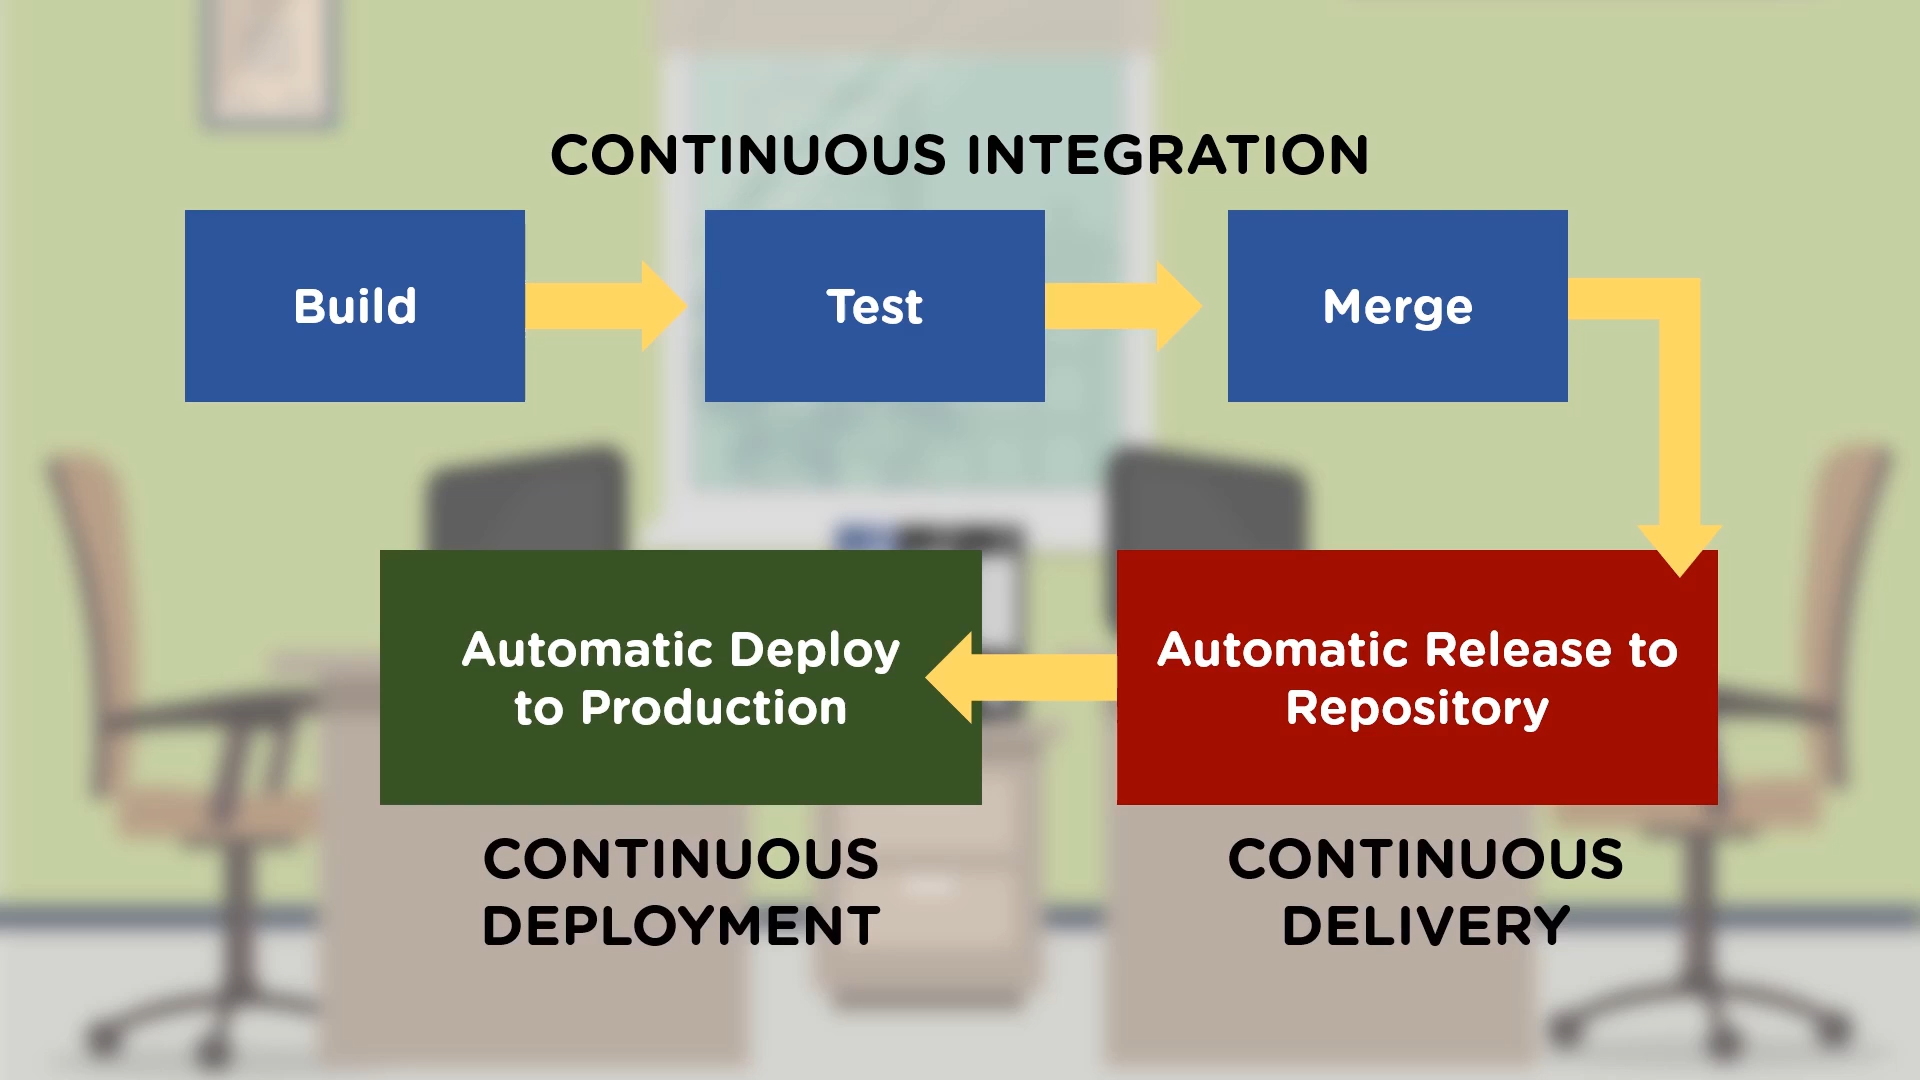 CONTINUOUS INTEGRATION
Build
Test
Merge
Automatic Release to
Repository
CONTINUOUS
DELIVERY
Automatic Deploy
to Production
CONTINUOUS
DEPLOYMENT